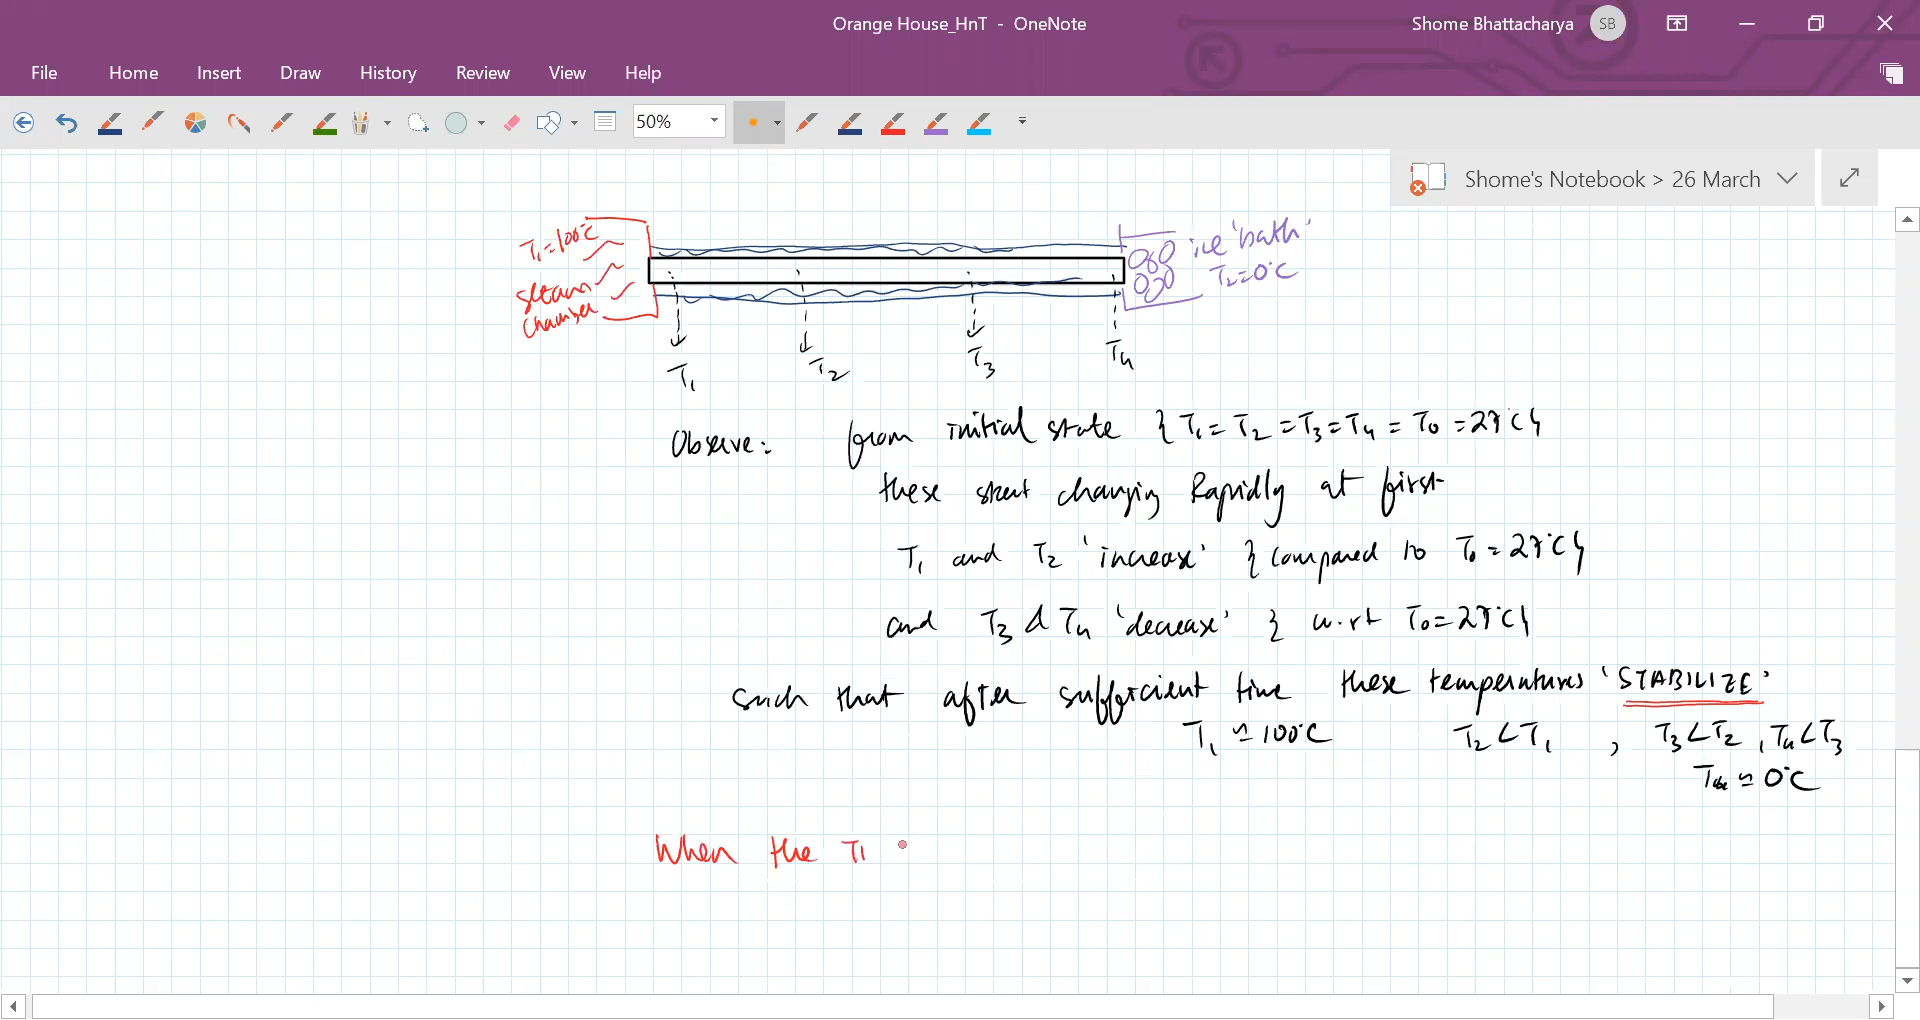 Orange House_HnT - OneNote
Shome Bhattacharya SB
File Home Insert Draw History Review View Help
50%
Shome's Notebook > 26 March
T₁=100°C
steam
chamber
ice 'bath'
T₂=0°C
T₁ T₂ T₃ T₄
Observe: from initial state { T₁ = T₂ = T₃ = T₄ = T₀ = 27°C }
these start changing Rapidly at first
T₁ and T₂ 'increase' { compared to T₀ = 27°C }
and T₃ & T₄ 'decrease' { w.r.t T₀ = 27°C }
such that after sufficient time these temperatures 'STABILIZE'
T₁ ≃ 100°C T₂ < T₁ , T₃ < T₂ , T₄ < T₃
T₄ ≃ 0°C
When the T₁